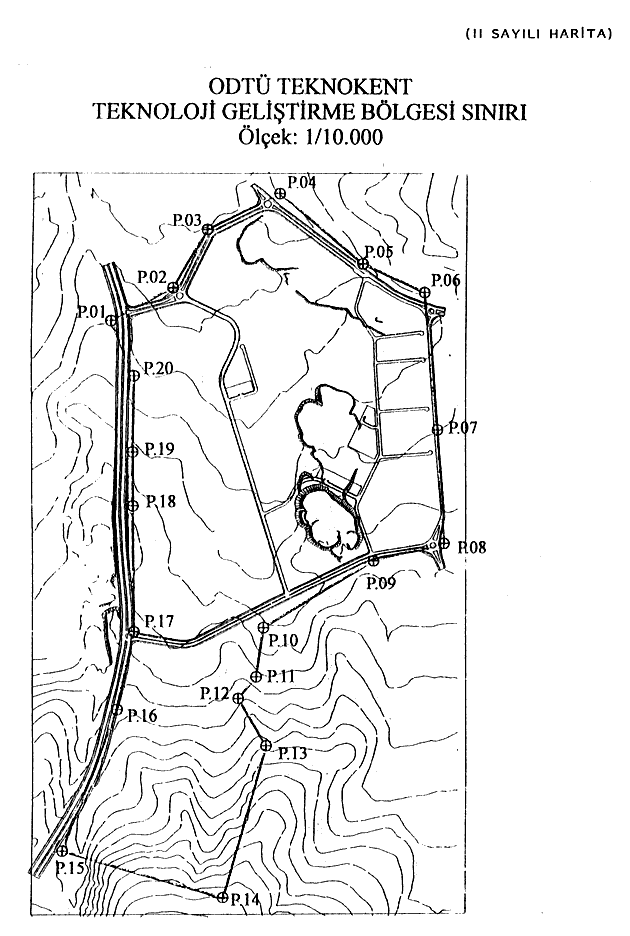 (II SAYILI HARİTA)
ODTÜ TEKNOKENT
TEKNOLOJİ GELİŞTİRME BÖLGESİ SINIRI
Ölçek: 1/10.000
P.04
P.03
P.05
P.02
P.06
P.01
P.20
P.07
P.19
P.18
P.08
P.09
P.17
P.10
P.11
P.12
P.16
P.13
P.15
P.14